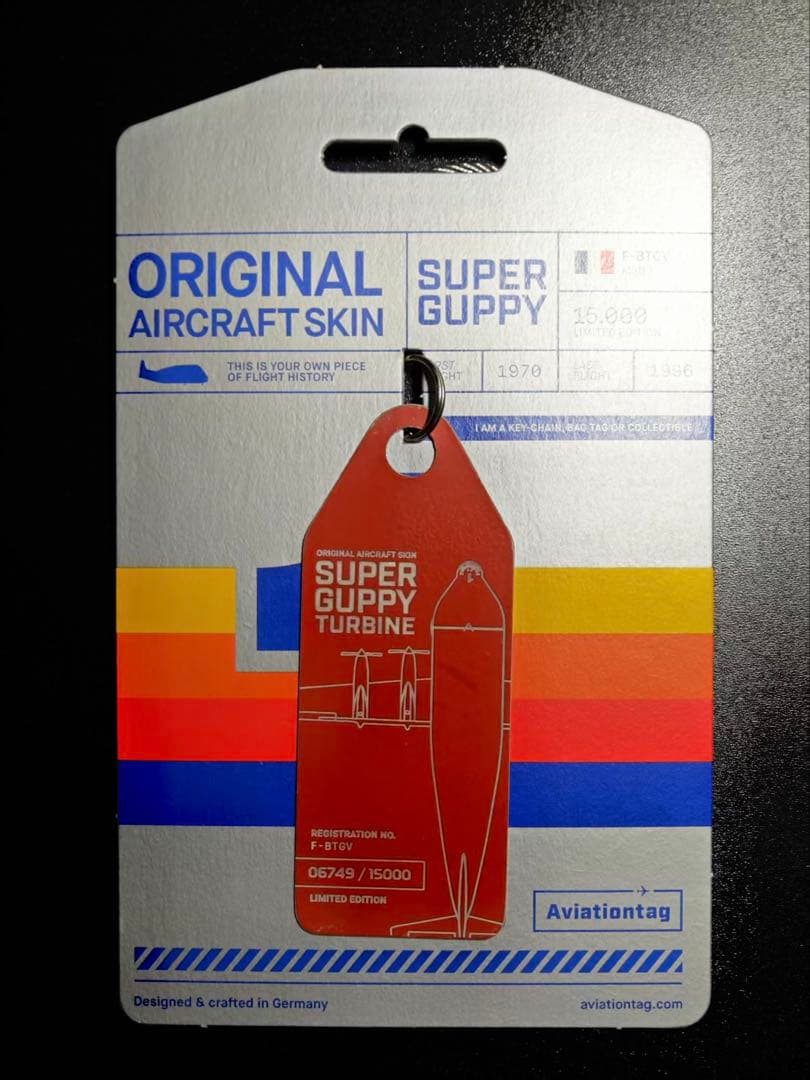 ORIGINAL
AIRCRAFT SKIN
SUPER
GUPPY
F-BTGV
15.000
LIMITED EDITION
THIS IS YOUR OWN PIECE
OF FLIGHT HISTORY
1970
LAST
FLIGHT
1996
I AM A KEY-CHAIN, BAG TAG OR COLLECTIBLE
ORIGINAL AIRCRAFT SKIN
SUPER
GUPPY
TURBINE
REGISTRATION NO.
F-BTGV
06749 / 15000
LIMITED EDITION
Aviationtag
Designed & crafted in Germany
aviationtag.com